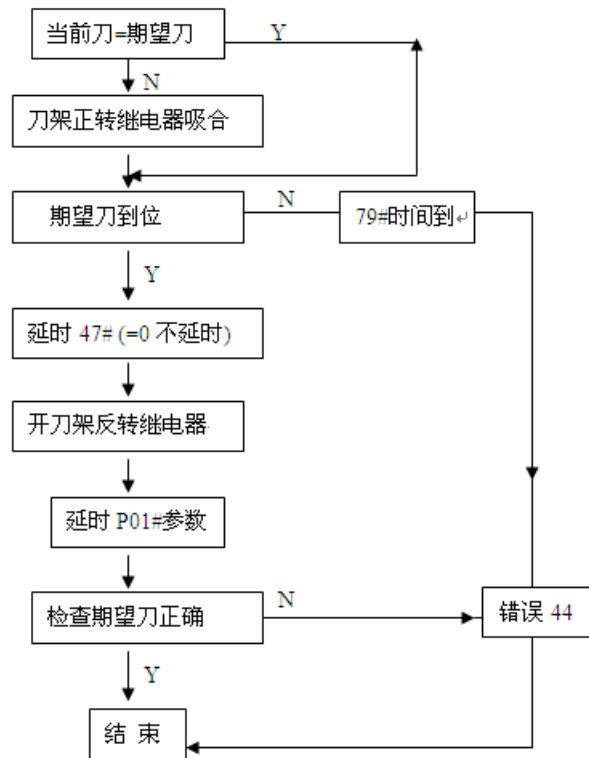 当前刀=期望刀
Y
N
刀架正转继电器吸合
期望刀到位
N
79#时间到↵
Y
延时 47# (=0 不延时)
开刀架反转继电器
延时 P01#参数
检查期望刀正确
N
错误 44
Y
结 束